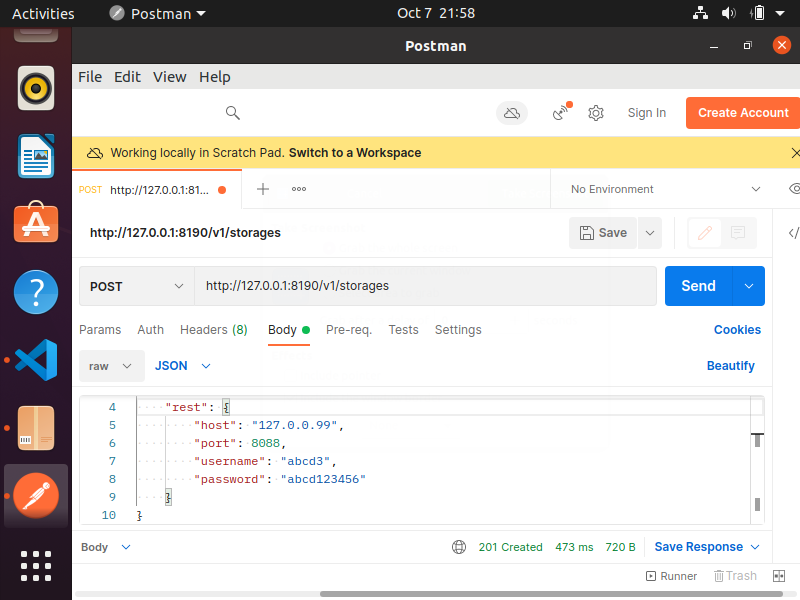 Activities Postman Oct 7 21:58
Postman
File Edit View Help
Sign In Create Account
Working locally in Scratch Pad. Switch to a Workspace
POST http://127.0.0.1:81... No Environment
http://127.0.0.1:8190/v1/storages Save
POST http://127.0.0.1:8190/v1/storages Send
Params Auth Headers (8) Body Pre-req. Tests Settings Cookies
raw JSON Beautify
4 "rest": {
5 "host": "127.0.0.99",
6 "port": 8088,
7 "username": "abcd3",
8 "password": "abcd123456"
9 }
10 }
Body 201 Created 473 ms 720 B Save Response
Runner Trash